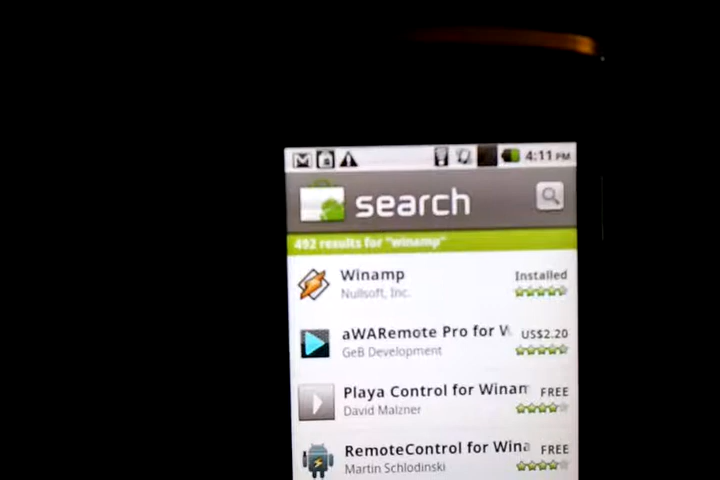 4:11 PM
search
492 results for "winamp"
Winamp
Installed
Nullsoft, Inc.
aWARemote Pro for W
US$2.20
GeB Development
Playa Control for Winam
FREE
David Malzner
RemoteControl for Wina
FREE
Martin Schlodinski